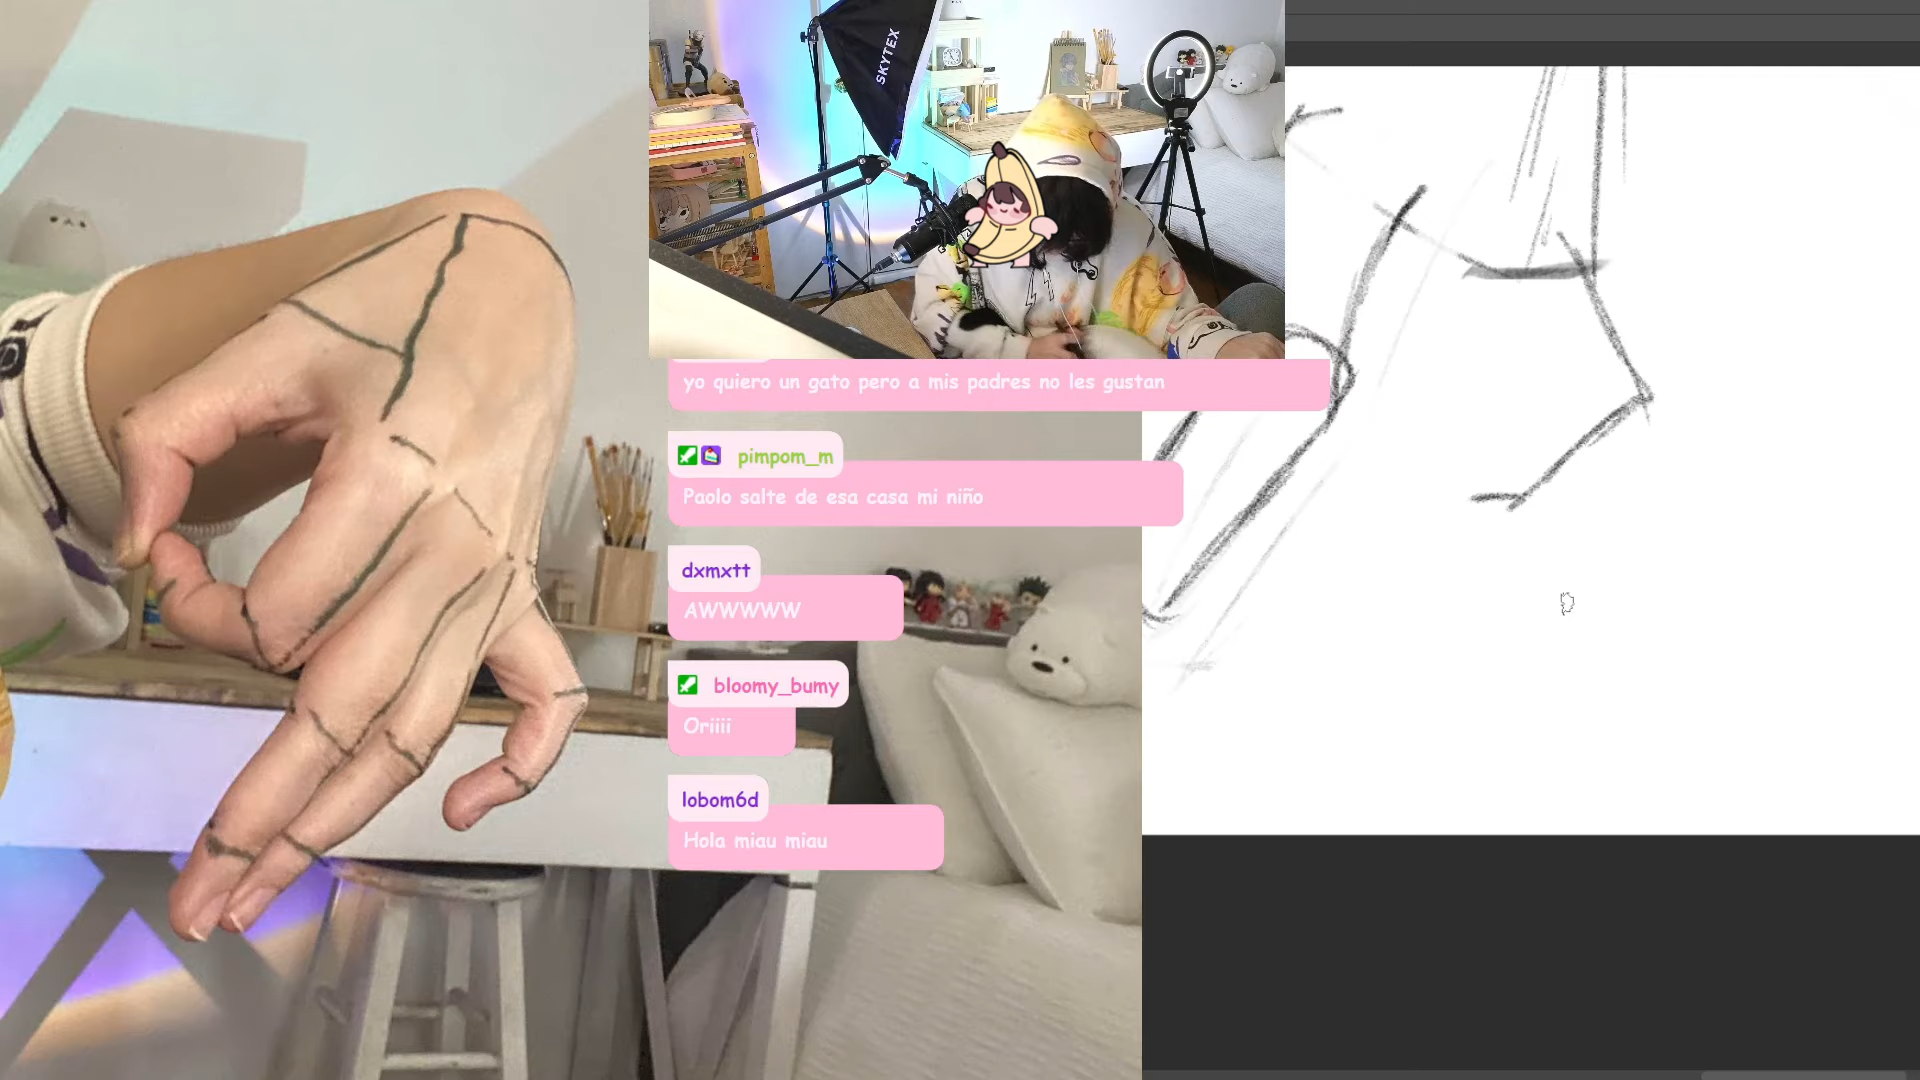 SKYTEX
yo quiero un gato pero a mis padres no les gustan
pimpom_m
Paolo salte de esa casa mi niño
dxmxtt
AWWWWW
bloomy_bumy
Oriiii
lobom6d
Hola miau miau